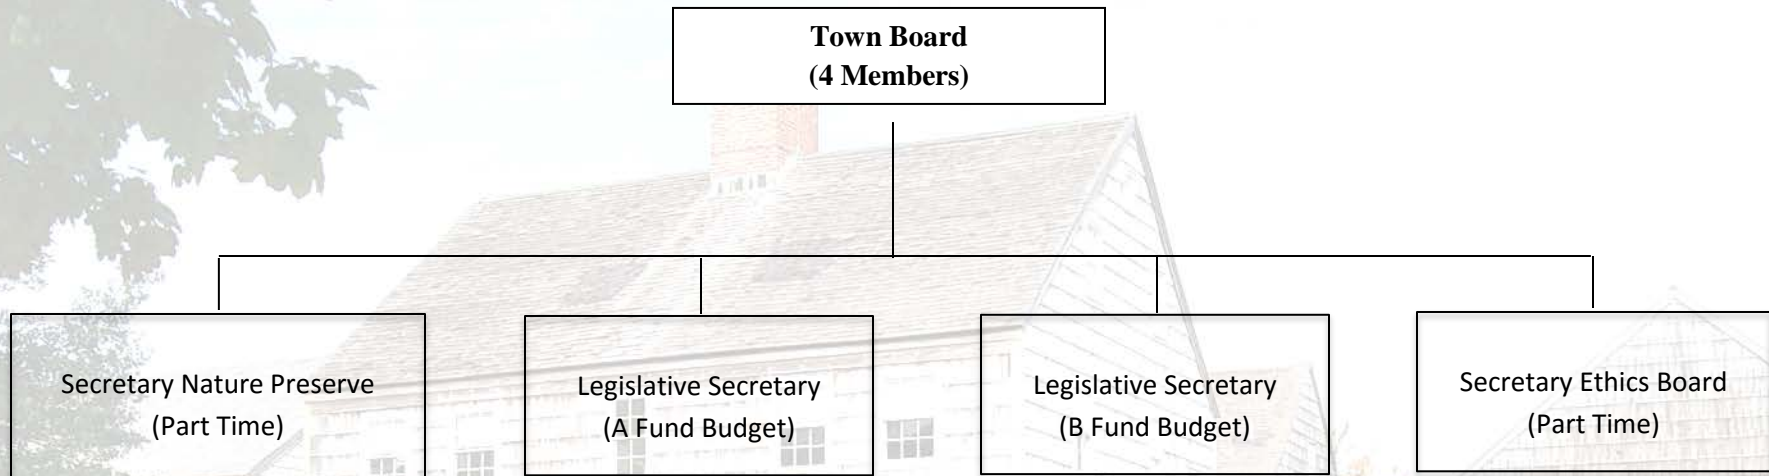 Town Board
(4 Members)
Secretary Nature Preserve
(Part Time)
Legislative Secretary
(A Fund Budget)
Legislative Secretary
(B Fund Budget)
Secretary Ethics Board
(Part Time)